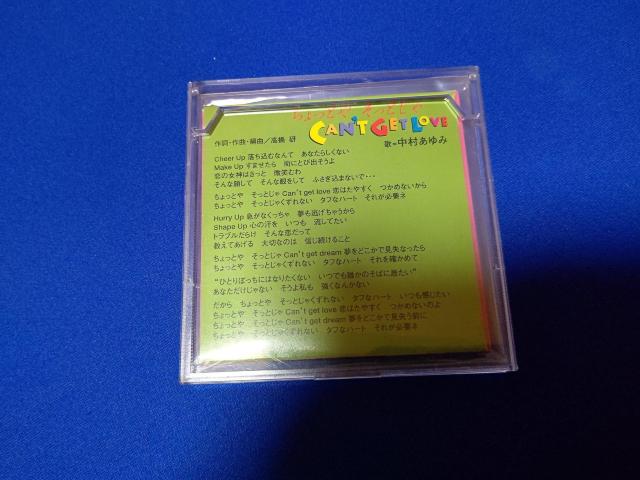 ちょっとや そっとじゃ
CAN'T GET LOVE
作詞・作曲・編曲／高橋 研
歌=中村あゆみ
Cheer Up 落ち込むなんて あなたらしくない
Make Up すませたら 街にとび出そうよ
恋の女神はきっと 微笑むわ
そんな顔して そんな靴をして ふさぎ込まないで・・・
ちょっとや そっとじゃ Can't get love 恋はたやすく つかめないから
ちょっとや そっとじゃくずれない タフなハート それが必要ネ
Hurry Up 急がなくっちゃ 夢も逃げちゃうから
Shape Up 心の汗を いつも 流してたい
トラブルだらけ そんな恋だって
教えてあげる 大切なのは 信じ続けること
ちょっとや そっとじゃ Can't get dream 夢をどこかで見失なったら
ちょっとや そっとじゃくずれない タフなハート それを確かめて
“ひとりぼっちにはなりたくない いつでも誰かのそばに居たい”
あなただけじゃない そうよ私も 強くなんかない
だから ちょっとや そっとじゃくずれない タフなハート いつも感じたい
ちょっとや そっとじゃ Can't get love 恋はたやすく つかめないのよ
ちょっとや そっとじゃ Can't get dream 夢をどこかで見失う前に
ちょっとや そっとじゃくずれない タフなハート それが必要ネ